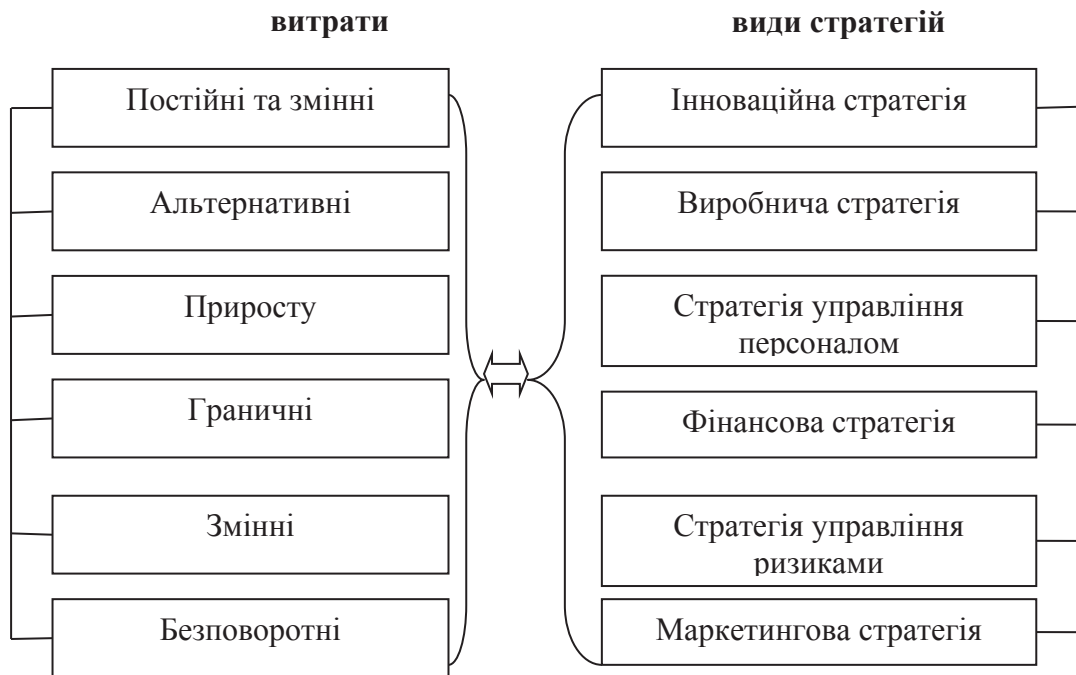 витрати
Постійні та змінні
Альтернативні
Приросту
Граничні
Змінні
Безповоротні
види стратегій
Інноваційна стратегія
Виробнича стратегія
Стратегія управління
персоналом
Фінансова стратегія
Стратегія управління
ризиками
Маркетингова стратегія